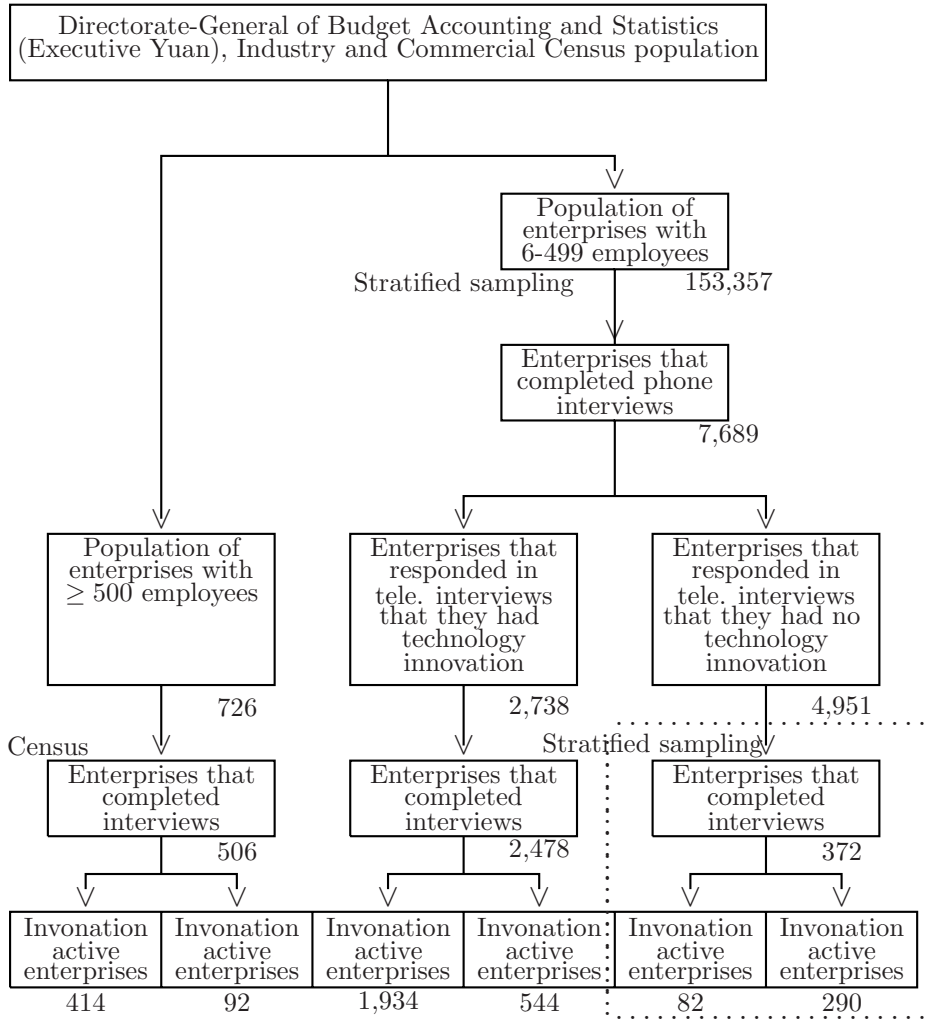 Directorate-General of Budget Accounting and Statistics
(Executive Yuan), Industry and Commercial Census population
Population of
enterprises with
6-499 employees
Stratified sampling
153,357
Enterprises that
completed phone
interviews
7,689
Population of
enterprises with
≥ 500 employees
726
Enterprises that
responded in
tele. interviews
that they had
technology
innovation
2,738
Enterprises that
responded in
tele. interviews
that they had no
technology
innovation
4,951
Census
Stratified sampling
Enterprises that
completed
interviews
506
Enterprises that
completed
interviews
2,478
Enterprises that
completed
interviews
372
Invonation
active
enterprises
414
Invonation
active
enterprises
92
Invonation
active
enterprises
1,934
Invonation
active
enterprises
544
Invonation
active
enterprises
82
Invonation
active
enterprises
290